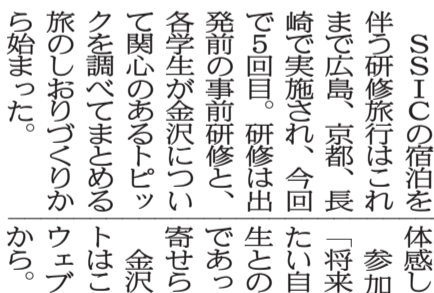 SSICの宿泊を
伴う研修旅行はこれ
まで広島、京都、長
崎で実施され、今回
で5回目。研修は出
発前の事前研修と、
各学生が金沢につい
て関心のあるトピッ
クを調べてまとめる
旅のしおりづくりか
ら始まった。
体感し
参加
「将来
たい自
生との
であっ
寄せら
金沢
トはこ
ウェブ
から。